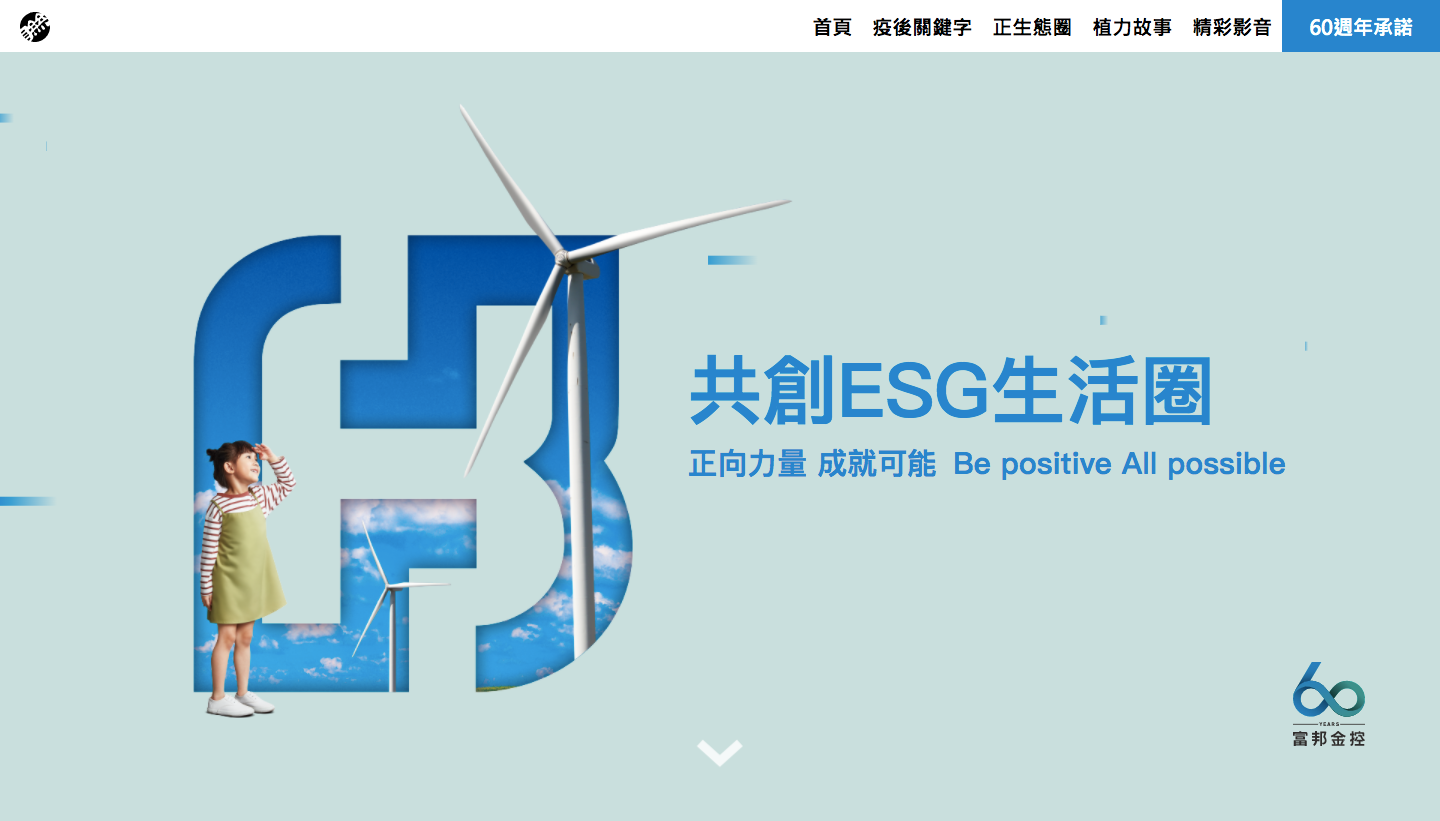 首頁 疫後關鍵字 正生態圈 植力故事 精彩影音 60週年承諾
共創ESG生活圈
正向力量 成就可能 Be positive All possible
60
YEARS
富邦金控